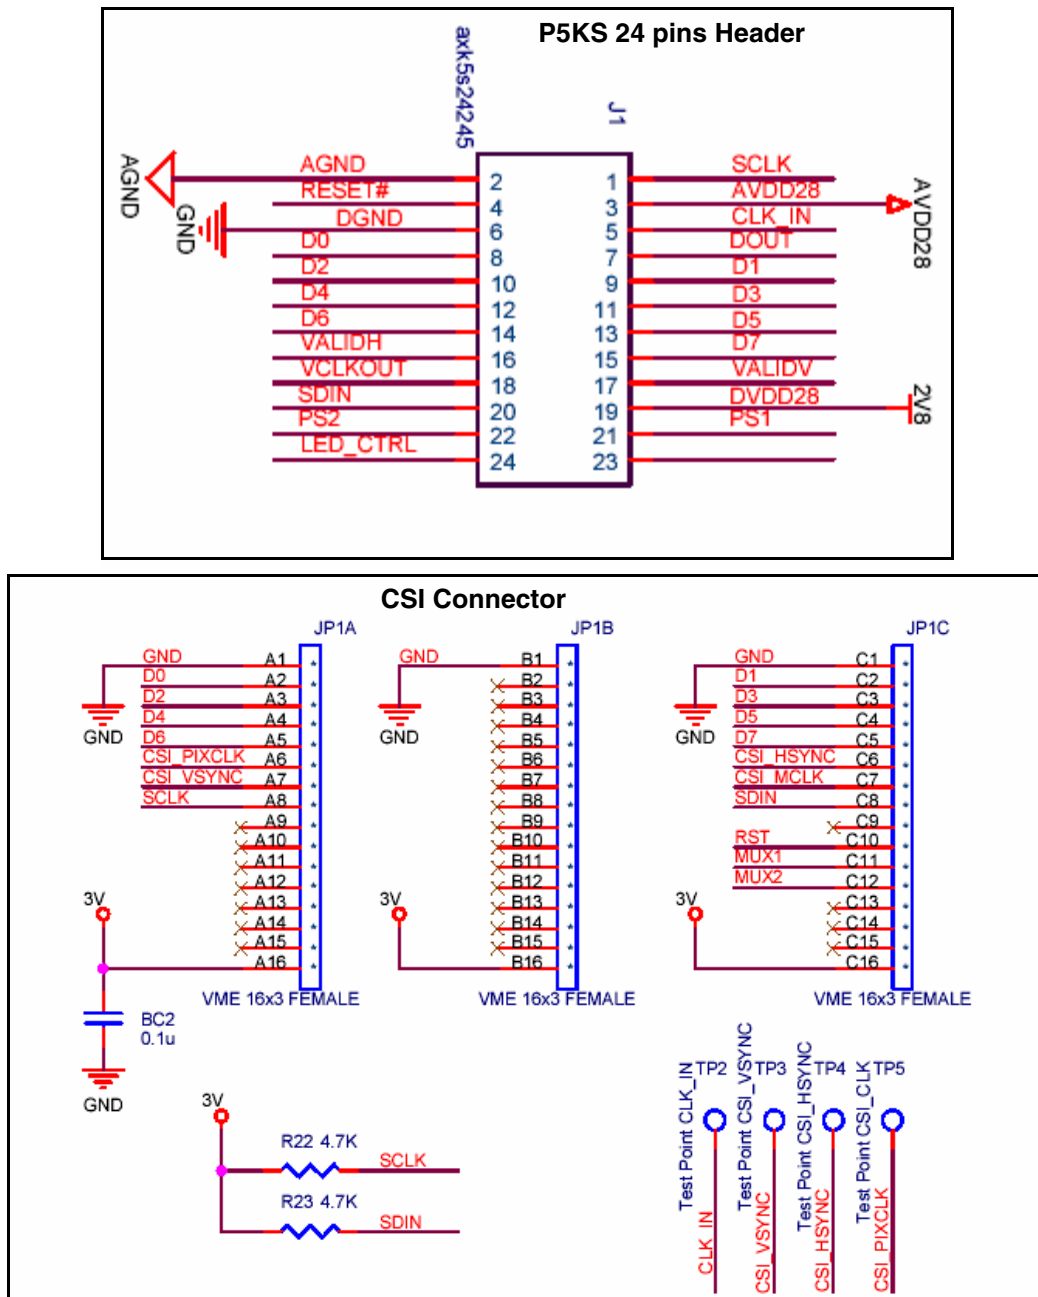 P5KS 24 pins Header
axk5s24245
J1
AGND
AGND
2
1
SCLK
RESET#
4
3
AVDD28
AVDD28
GND
DGND
6
5
CLK_IN
D0
8
7
DOUT
D2
10
9
D1
D4
12
11
D3
D6
14
13
D5
VALIDH
16
15
D7
VCLKOUT
18
17
VALIDV
SDIN
20
19
DVDD28
2V8
PS2
22
21
PS1
LED_CTRL
24
23
CSI Connector
JP1A
GND
A1
D0
A2
D2
A3
D4
A4
D6
A5
CSI_PIXCLK
A6
CSI_VSYNC
A7
SCLK
A8
A9
A10
A11
A12
A13
A14
A15
A16
GND
3V
VME 16x3 FEMALE
BC2
0.1u
GND
JP1B
GND
B1
B2
B3
B4
B5
B6
B7
B8
B9
B10
B11
B12
B13
B14
B15
B16
GND
3V
VME 16x3 FEMALE
JP1C
GND
C1
D1
C2
D3
C3
D5
C4
D7
C5
CSI_HSYNC
C6
CSI_MCLK
C7
SDIN
C8
C9
RST
C10
MUX1
C11
MUX2
C12
C13
C14
C15
C16
GND
3V
VME 16x3 FEMALE
3V
R22 4.7K
SCLK
R23 4.7K
SDIN
Test Point CLK_IN
TP2
CLK_IN
Test Point CSI_VSYNC
TP3
CSI_VSYNC
Test Point CSI_HSYNC
TP4
CSI_HSYNC
Test Point CSI_CLK
TP5
CSI_PIXCLK